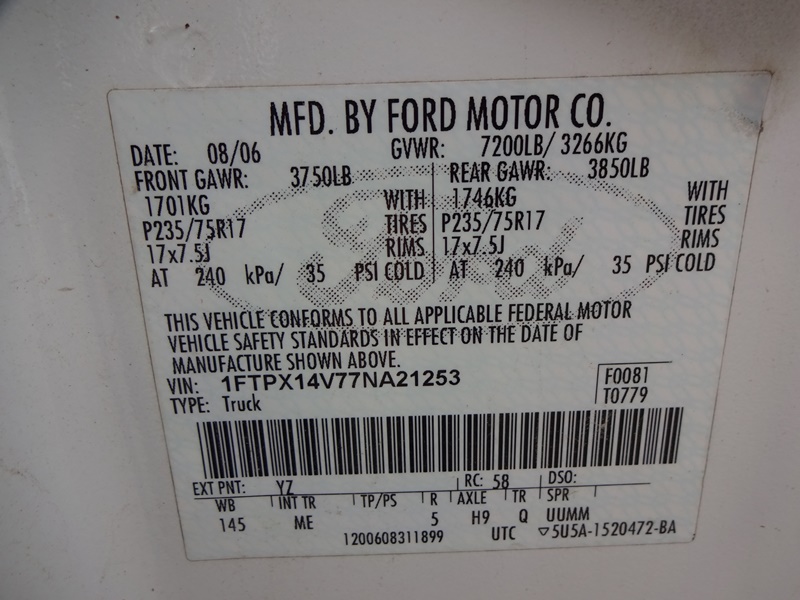 MFD. BY FORD MOTOR CO.
DATE: 08/06 GVWR: 7200LB/ 3266KG
FRONT GAWR: 3750LB REAR GAWR: 3850LB
1701KG WITH 1746KG WITH
P235/75R17 TIRES P235/75R17 TIRES
17x7.5J RIMS 17x7.5J RIMS
AT 240 kPa/ 35 PSI COLD AT 240 kPa/ 35 PSI COLD
Ford
THIS VEHICLE CONFORMS TO ALL APPLICABLE FEDERAL MOTOR
VEHICLE SAFETY STANDARDS IN EFFECT ON THE DATE OF
MANUFACTURE SHOWN ABOVE.
VIN: 1FTPX14V77NA21253 F0081
TYPE: Truck T0779
EXT PNT: YZ RC: 58 DSO:
WB INT TR TP/PS R AXLE TR SPR
145 ME 5 H9 Q UUMM
1200608311899 UTC ▽5U5A-1520472-BA